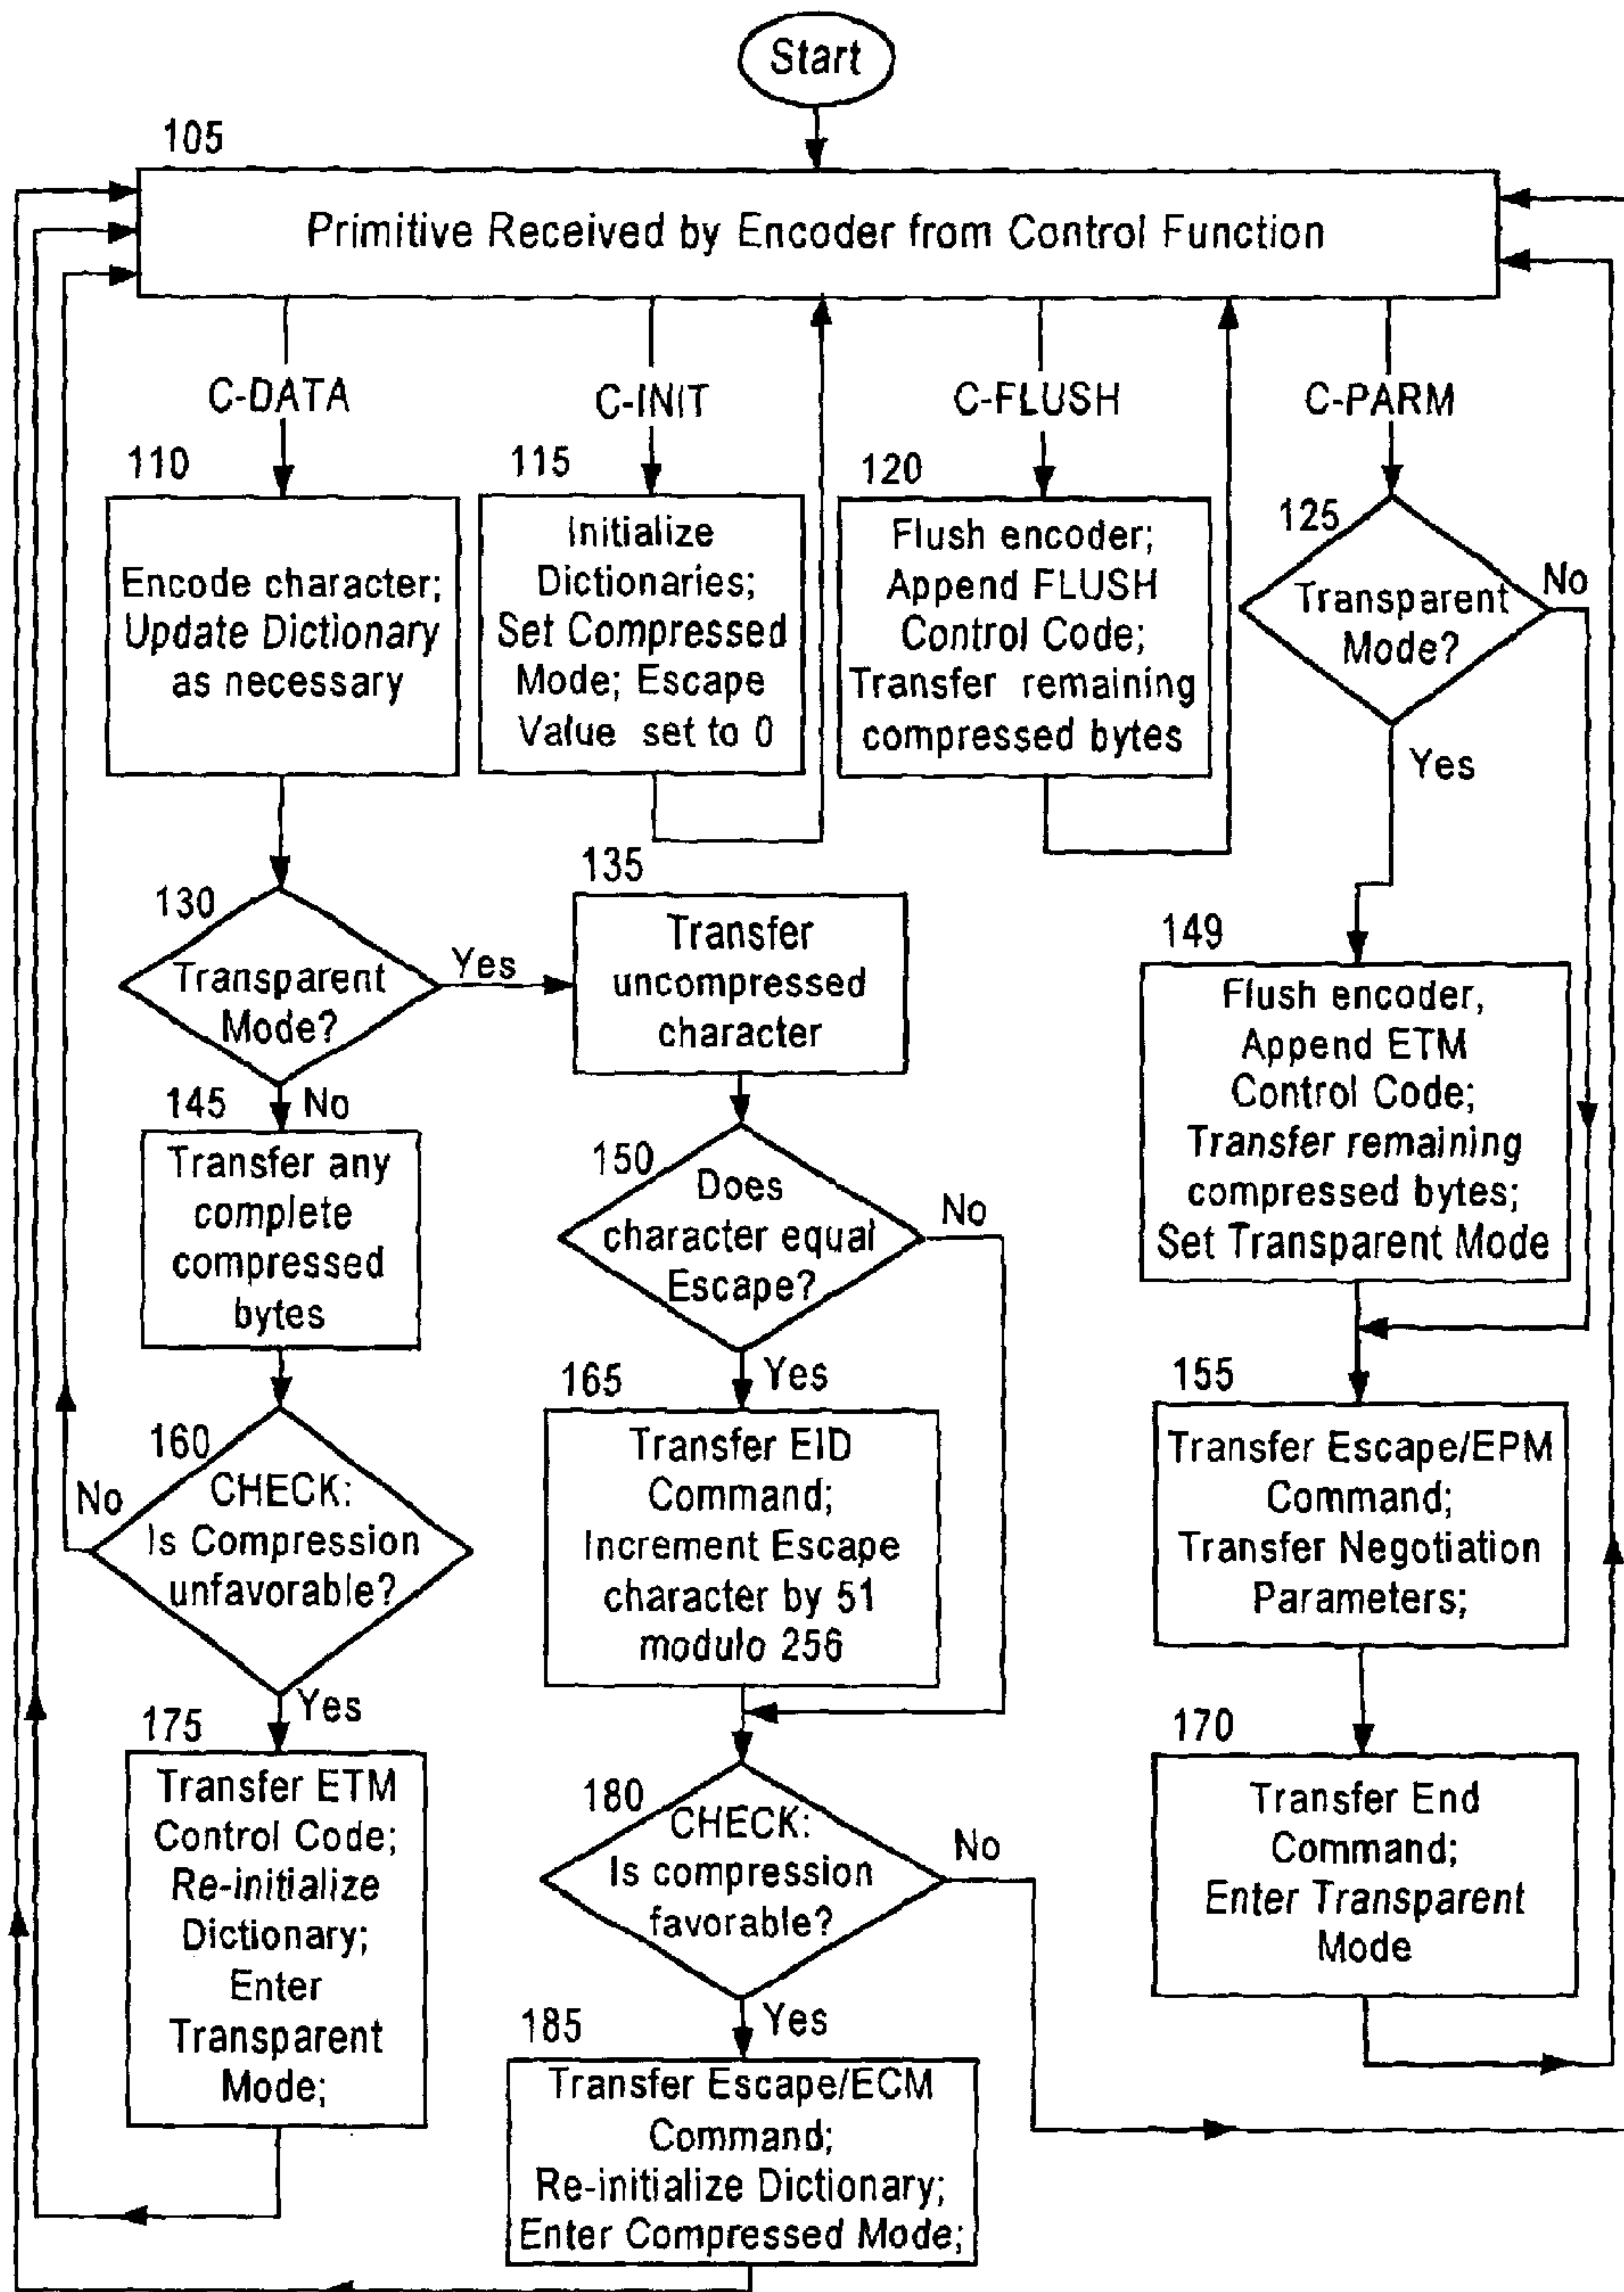 Start
105
Primitive Received by Encoder from Control Function
C-DATA
C-INIT
C-FLUSH
C-PARM
110
Encode character;
Update Dictionary
as necessary
115
Initialize
Dictionaries;
Set Compressed
Mode; Escape
Value set to 0
120
Flush encoder;
Append FLUSH
Control Code;
Transfer remaining
compressed bytes
125
Transparent
Mode?
No
Yes
130
Transparent
Mode?
Yes
No
135
Transfer
uncompressed
character
145
Transfer any
complete
compressed
bytes
150
Does
character equal
Escape?
No
Yes
149
Flush encoder,
Append ETM
Control Code;
Transfer remaining
compressed bytes;
Set Transparent Mode
160
CHECK:
Is Compression
unfavorable?
No
Yes
165
Transfer EID
Command;
Increment Escape
character by 51
modulo 256
155
Transfer Escape/EPM
Command;
Transfer Negotiation
Parameters;
175
Transfer ETM
Control Code;
Re-initialize
Dictionary;
Enter
Transparent
Mode;
180
CHECK:
Is compression
favorable?
No
Yes
170
Transfer End
Command;
Enter Transparent
Mode
185
Transfer Escape/ECM
Command;
Re-initialize Dictionary;
Enter Compressed Mode;